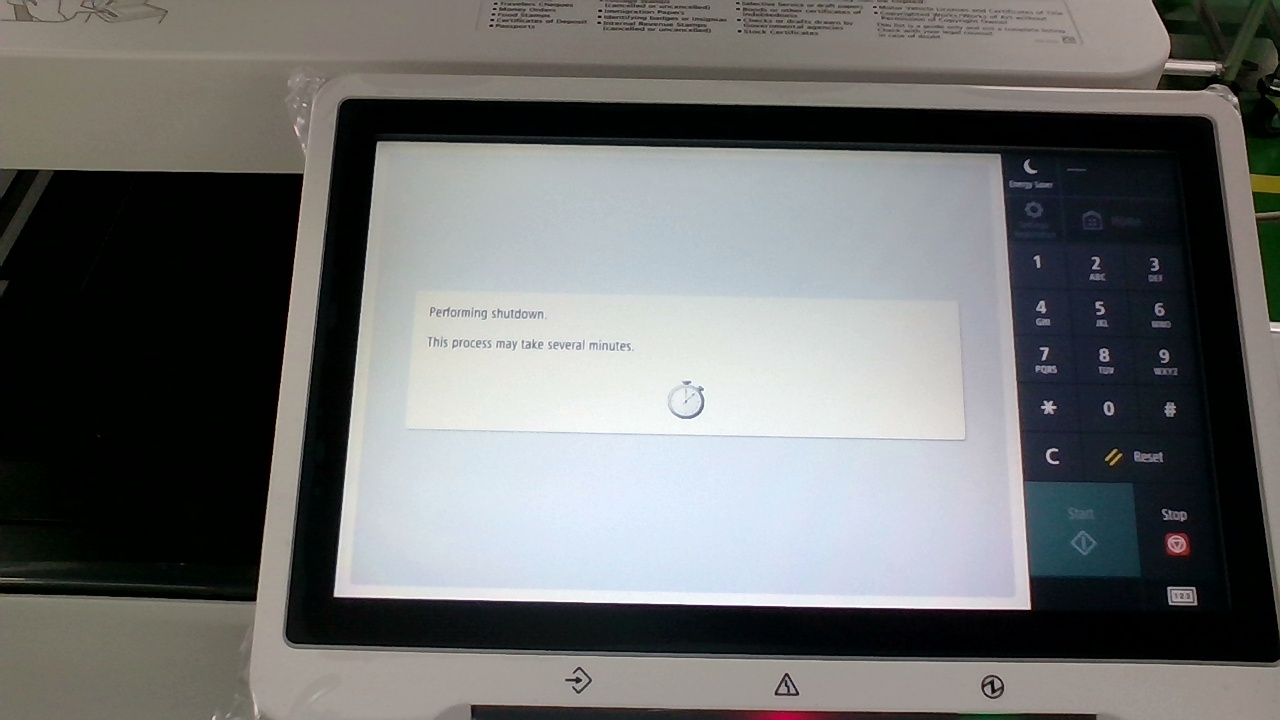 • Travellers Cheques
• Money Orders
• Food Stamps
• Certificates of Deposit
• Passports
(cancelled or uncancelled)
• Immigration Papers
• Identifying badges or insignias
• Internal Revenue Stamps
(cancelled or uncancelled)
• Selective Service or draft papers
• Bonds or other certificates of
indebtedness
• Checks or drafts drawn by
Governmental agencies
• Stock Certificates
• Motor Vehicle Licenses and Certificates of Title
• Copyrighted Works/Works of Art without
Permission of Copyright Owner
This list is a guide only and not a complete listing
Check with your legal counsel
in case of doubt.
Performing shutdown.
This process may take several minutes.
Energy Saver
Home
1
2
ABC
3
DEF
4
GHI
5
JKL
6
MNO
7
PQRS
8
TUV
9
WXYZ
*
0
#
C
Reset
Start
Stop
123